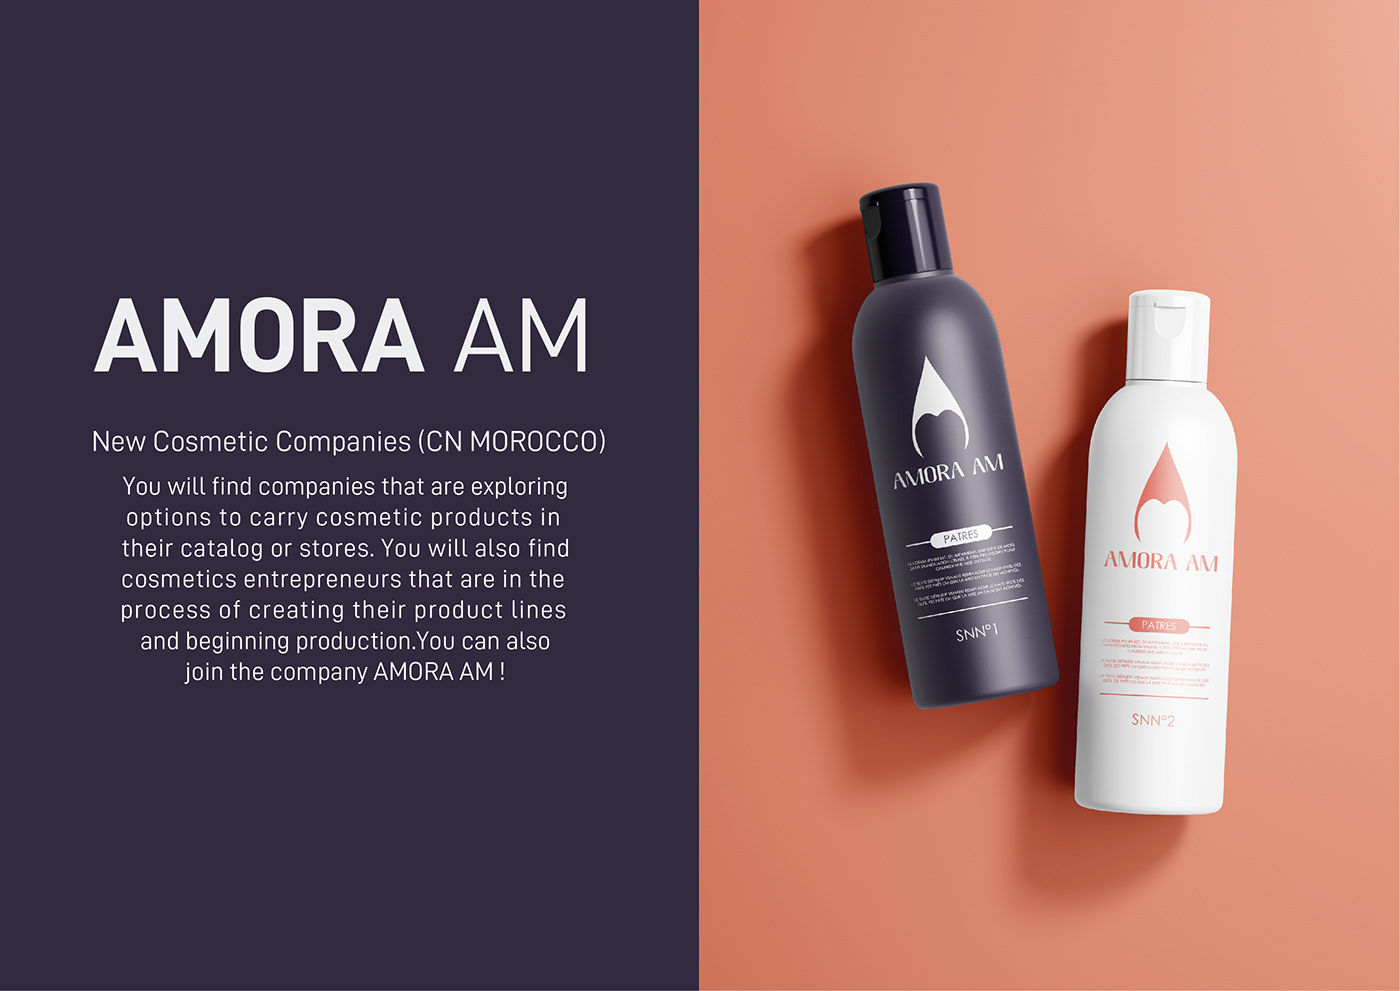 AMORA AM
New Cosmetic Companies (CN MOROCCO)
You will find companies that are exploring
options to carry cosmetic products in
their catalog or stores. You will also find
cosmetics entrepreneurs that are in the
process of creating their product lines
and beginning production.You can also
join the company AMORA AM !
AMORA AM
PATRES
SNN°1
AMORA AM
PATRES
SNN°2